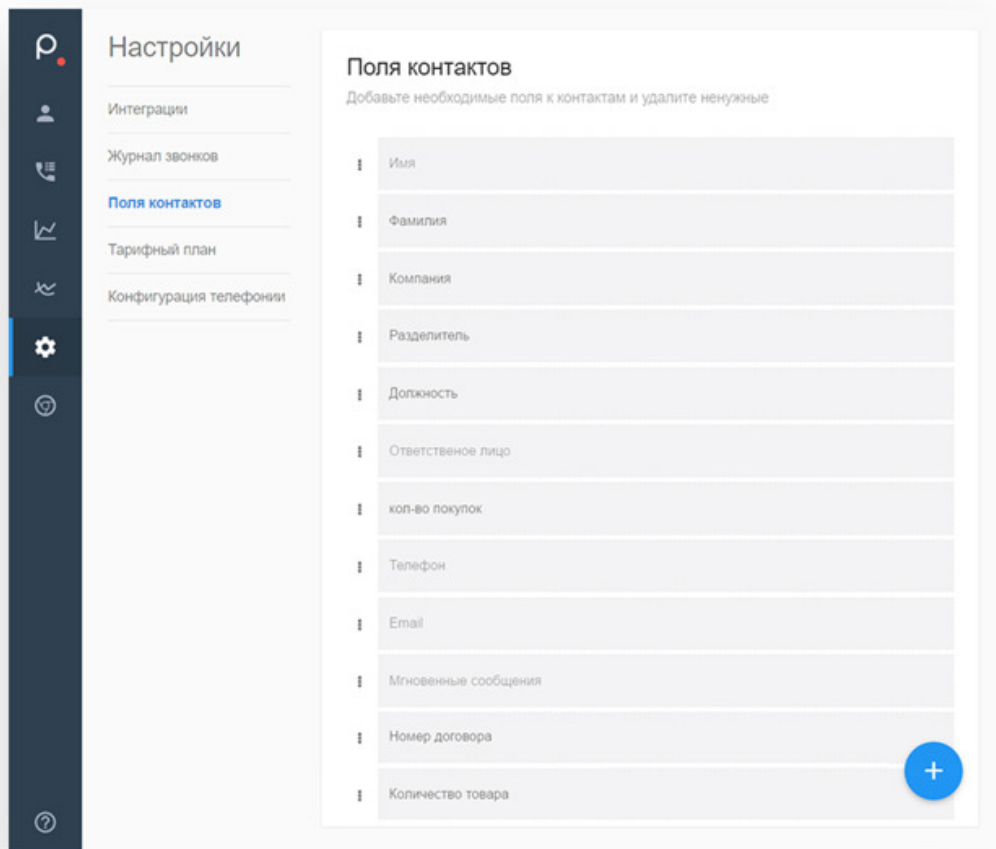 Настройки
Интеграции
Журнал звонков
Поля контактов
Тарифный план
Конфигурация телефонии
Поля контактов
Добавьте необходимые поля к контактам и удалите ненужные
Имя
Фамилия
Компания
Разделитель
Должность
Ответственое лицо
кол-во покупок
Телефон
Email
Мгновенные сообщения
Номер договора
Количество товара